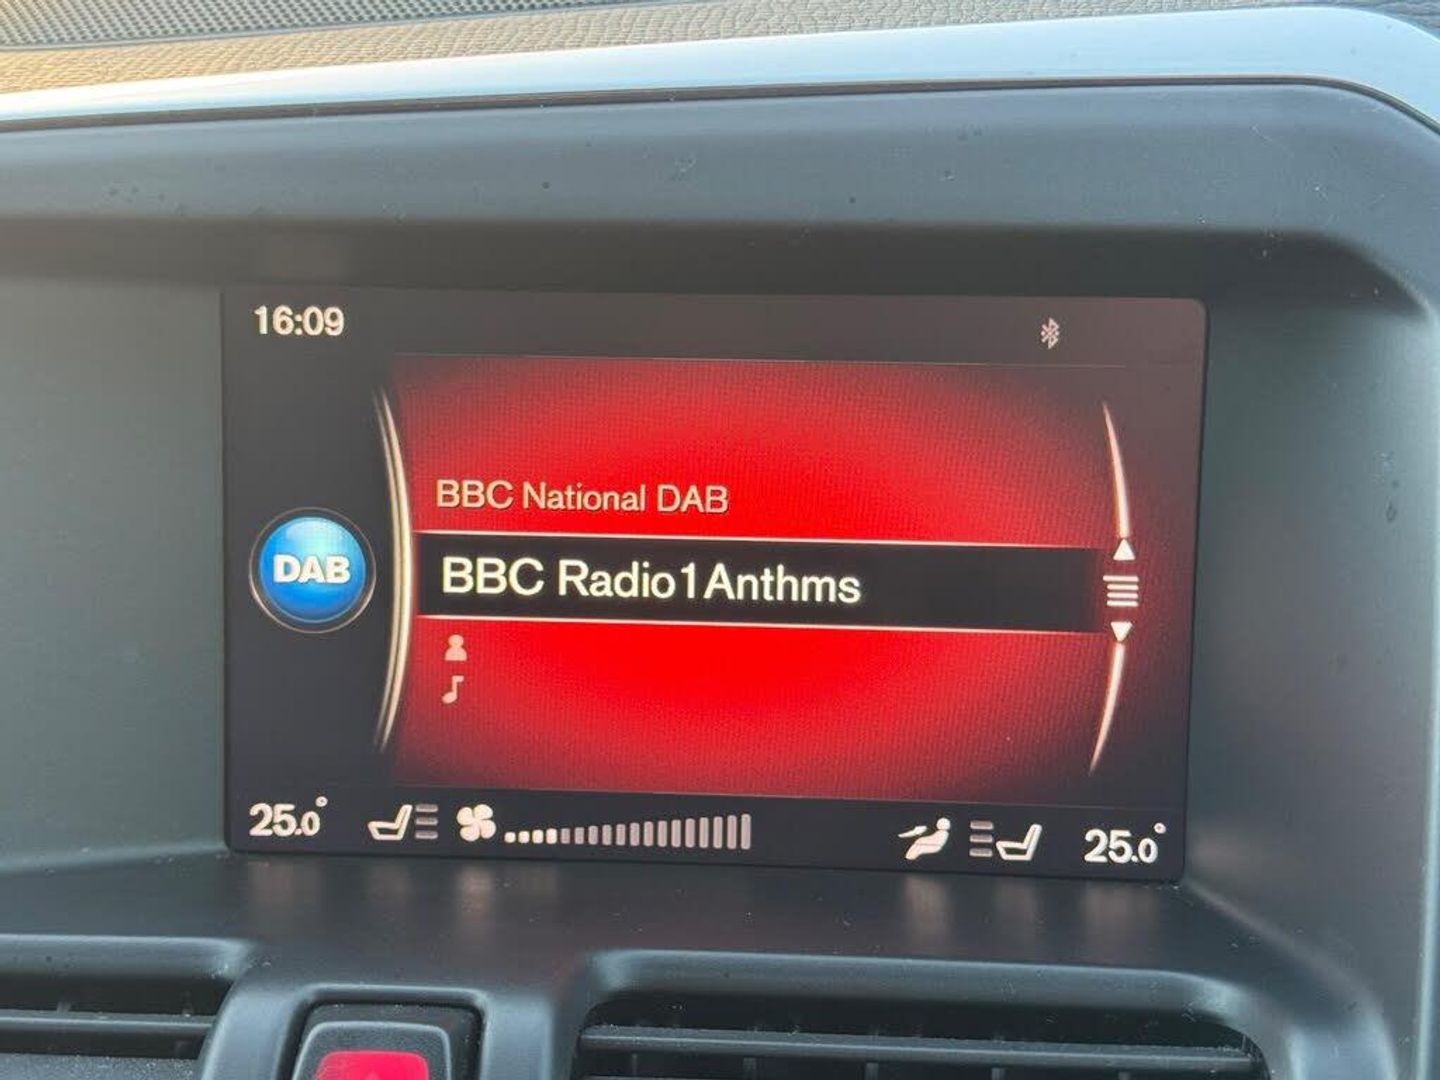 16:09
BBC National DAB
DAB
BBC Radio1Anthms
25.0°
25.0°